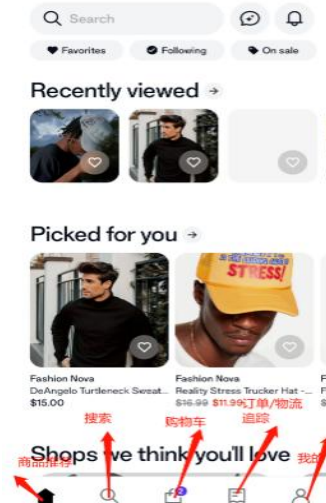 Search
Favorites
Following
On sale
Recently viewed
Picked for you
STRESS!
Fashion Nova
DeAngelo Turtleneck Sweat...
$15.00
Fashion Nova
Reality Stress Trucker Hat -...
$16.99 $11.99
F
$
订单/物流
追踪
搜索
购物车
Shops we think you'll love
商品推荐
我的
2